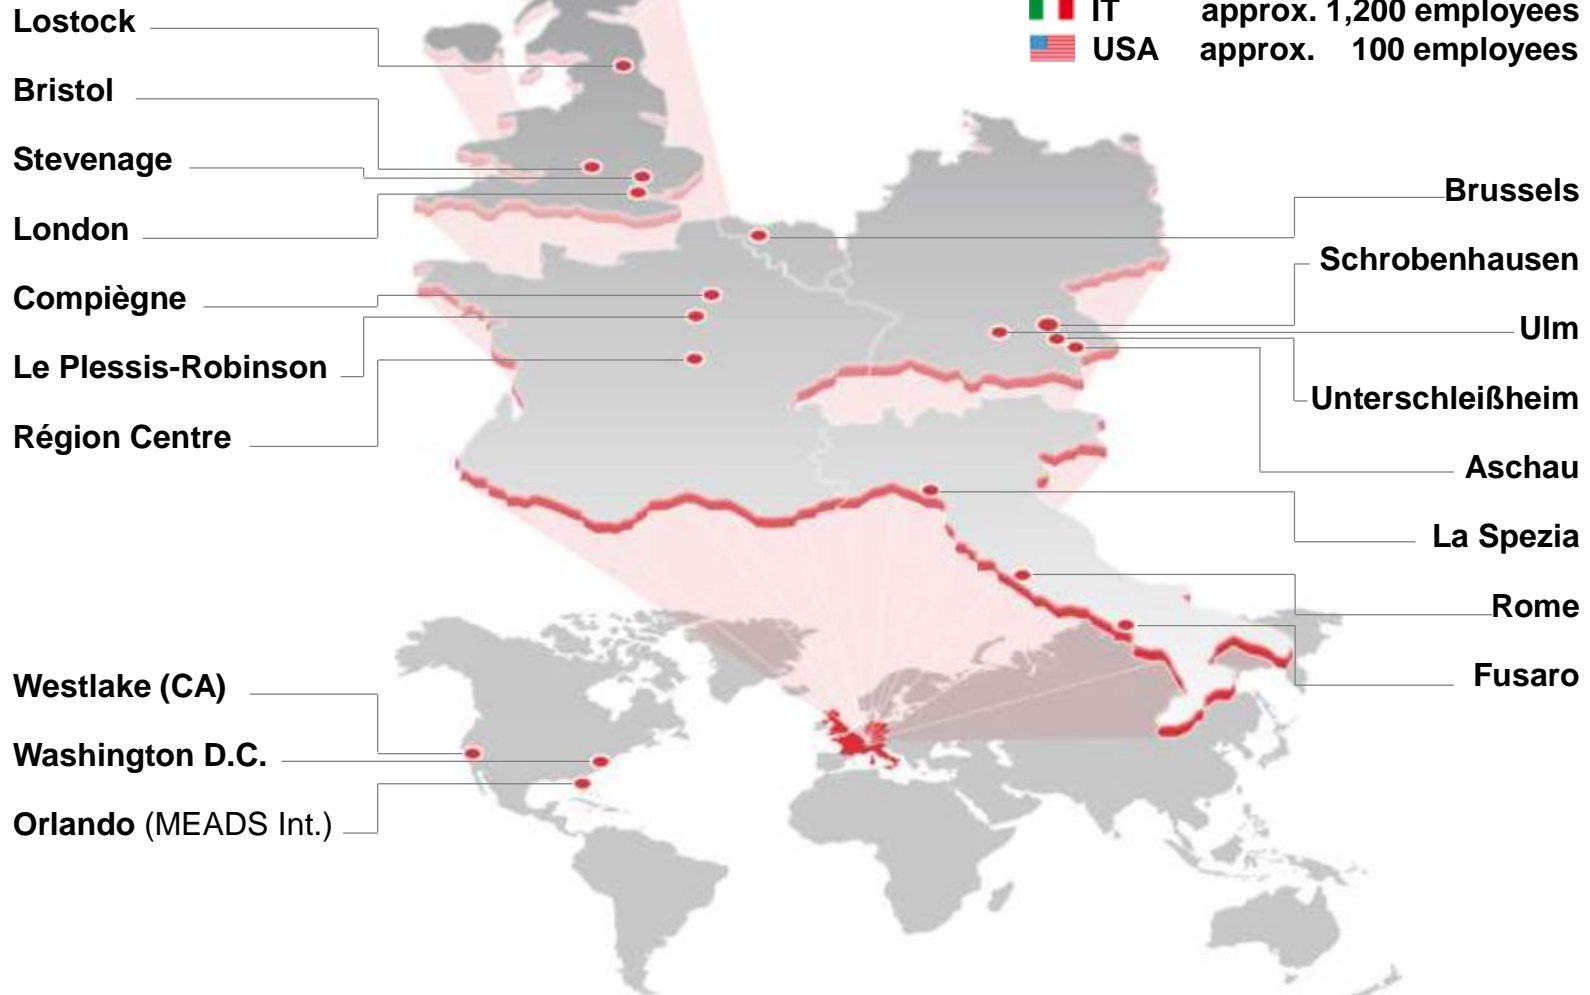 IT approx. 1,200 employees
USA approx. 100 employees
Lostock
Bristol
Stevenage
London
Compiègne
Le Plessis-Robinson
Région Centre
Westlake (CA)
Washington D.C.
Orlando (MEADS Int.)
Brussels
Schrobenhausen
Ulm
Unterschleißheim
Aschau
La Spezia
Rome
Fusaro